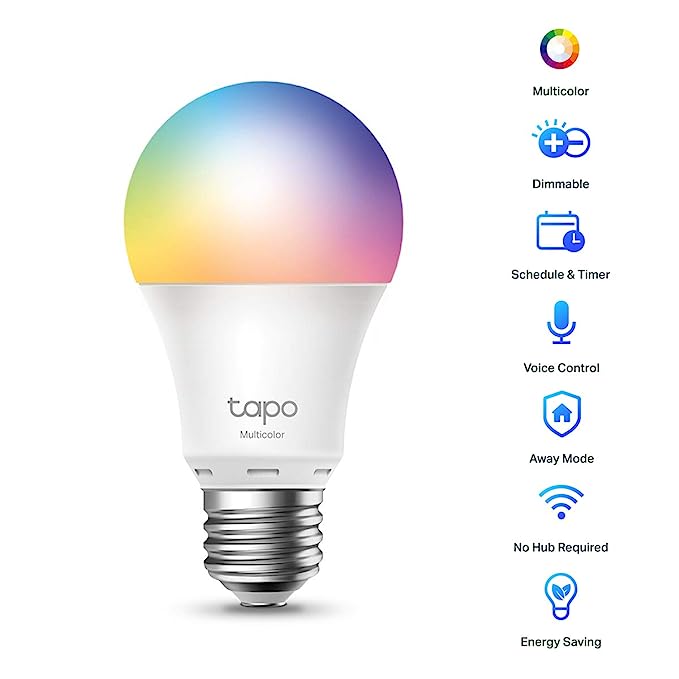 Multicolor
Dimmable
Schedule & Timer
tapo
Multicolor
Voice Control
Away Mode
No Hub Required
Energy Saving